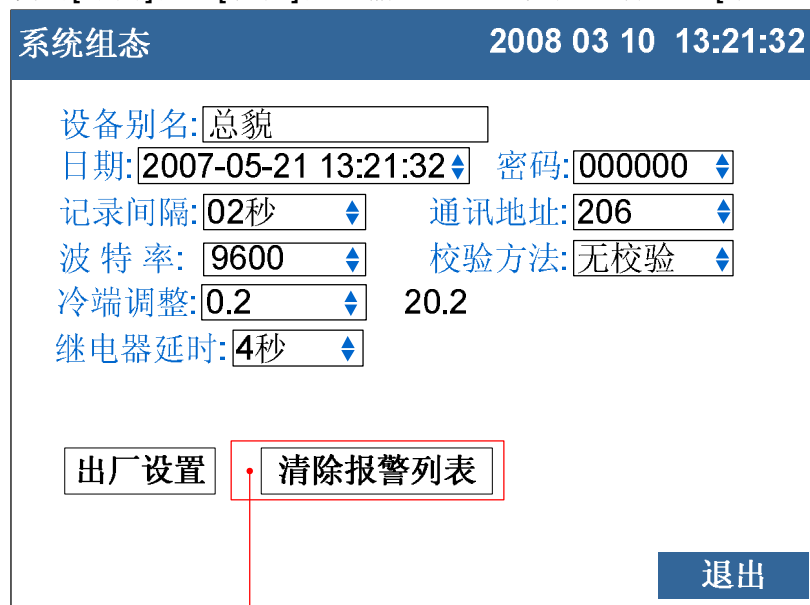 系统组态 2008 03 10 13:21:32
设备别名: 总貌
日期: 2007-05-21 13:21:32 密码: 000000
记录间隔: 02秒 通讯地址: 206
波 特 率: 9600 校验方法: 无校验
冷端调整: 0.2 20.2
继电器延时: 4秒
出厂设置 清除报警列表
退出